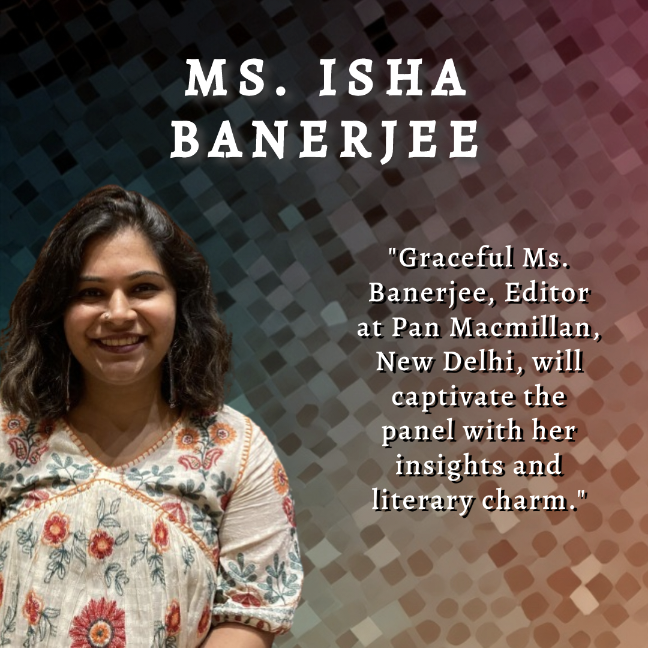 MS. ISHA
BANERJEE
"Graceful Ms.
Banerjee, Editor
at Pan Macmillan,
New Delhi, will
captivate the
panel with her
insights and
literary charm."